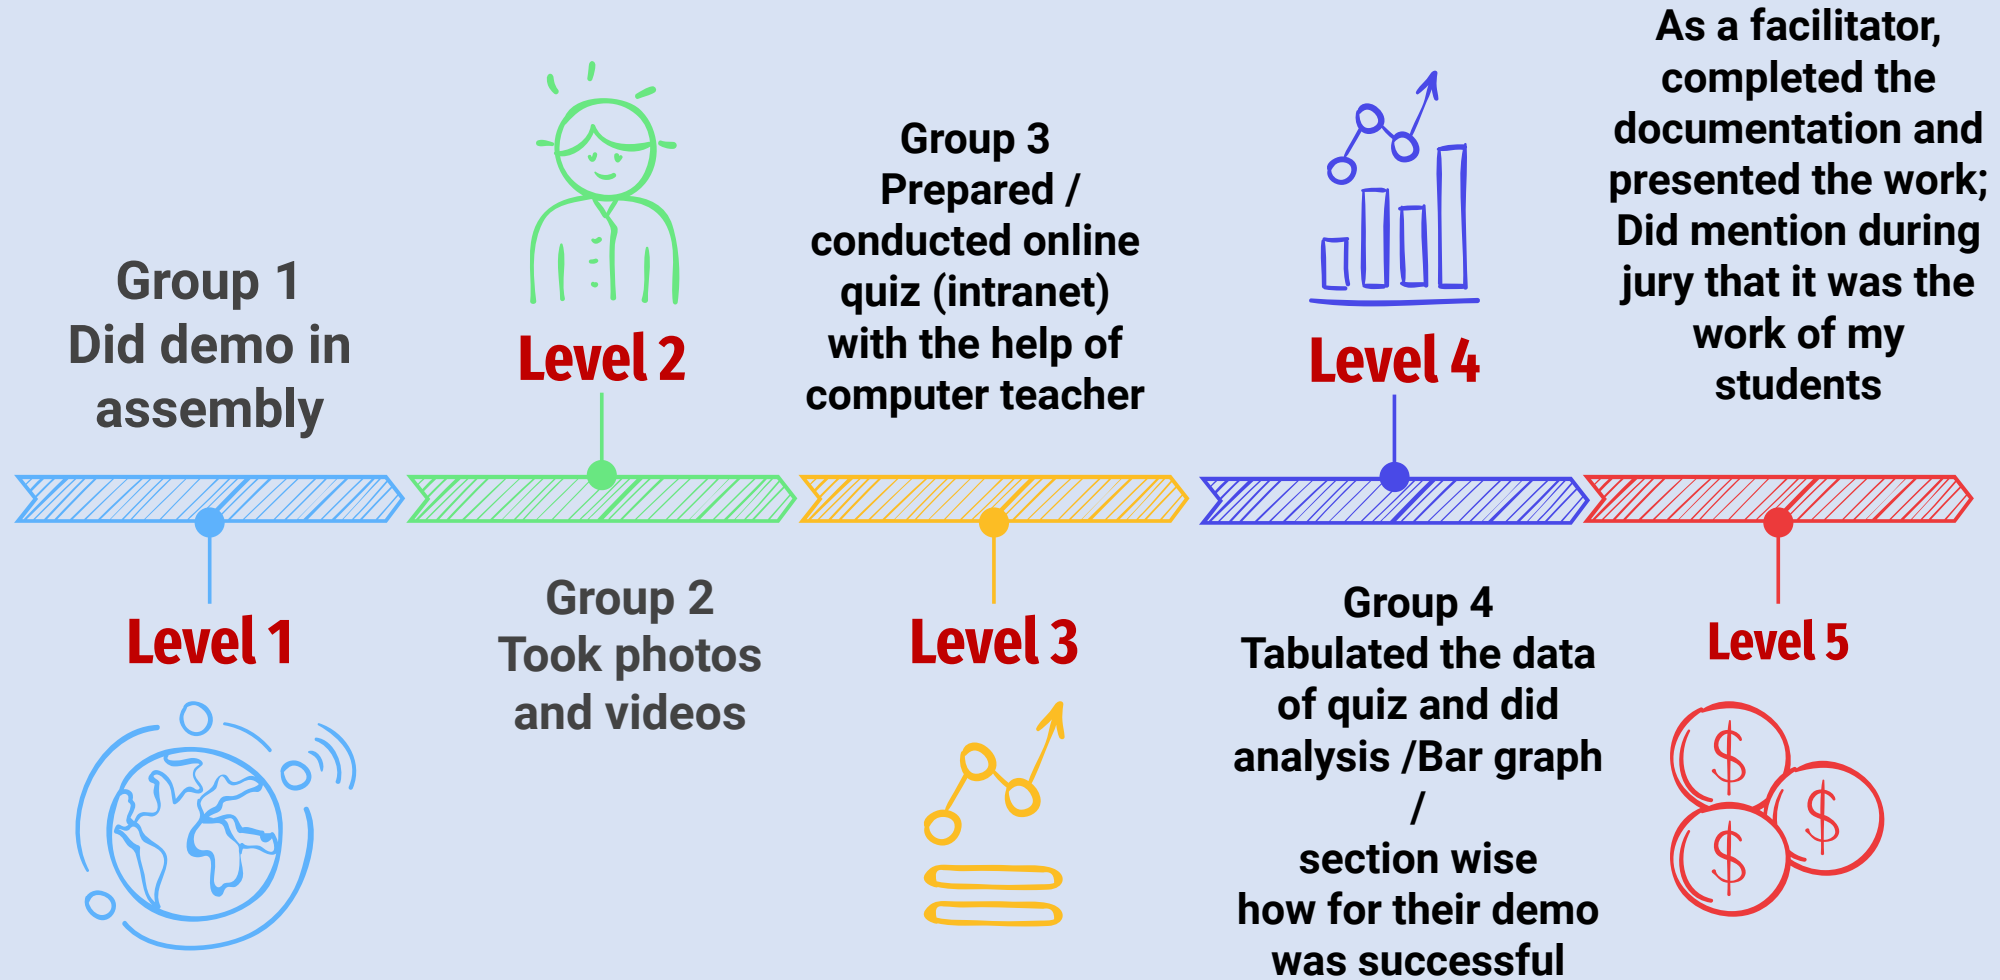 Group 1
Did demo in
assembly
Level 1
Level 2
Group 2
Took photos
and videos
Group 3
Prepared /
conducted online
quiz (intranet)
with the help of
computer teacher
Level 3
Level 4
Group 4
Tabulated the data
of quiz and did
analysis /Bar graph
/
section wise
how for their demo
was successful
As a facilitator,
completed the
documentation and
presented the work;
Did mention during
jury that it was the
work of my
students
Level 5
$
$
$